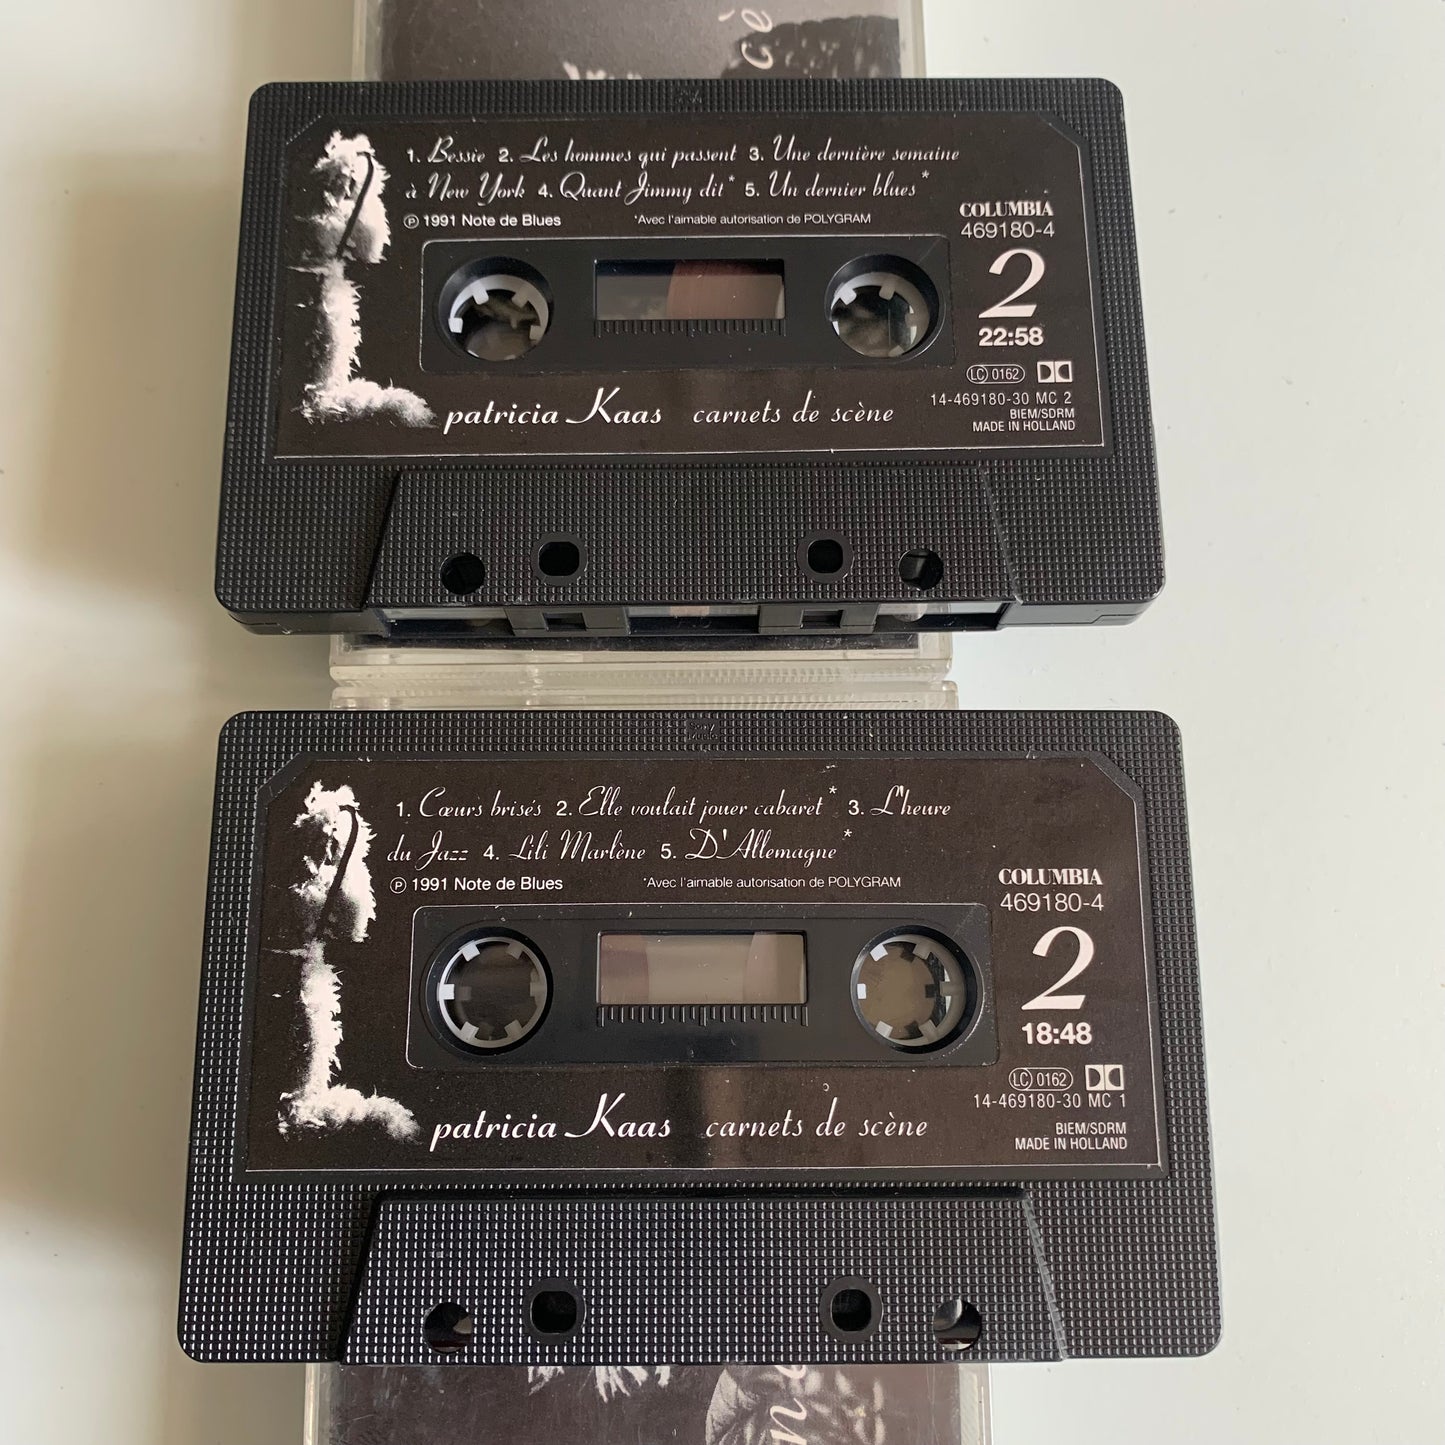 cè
1. Bessie 2. Les hommes qui passent 3. Une dernière semaine
à New York 4. Quant Jimmy dit* 5. Un dernier blues*
℗ 1991 Note de Blues *Avec l'aimable autorisation de POLYGRAM
COLUMBIA
469180-4
2
22:58
LC 0162
14-469180-30 MC 2
BIEM/SDRM
MADE IN HOLLAND
patricia Kaas carnets de scène
Sony
Music
1. Cœurs brisés 2. Elle voulait jouer cabaret* 3. L'heure
du Jazz 4. Lili Marlène 5. D'Allemagne*
℗ 1991 Note de Blues *Avec l'aimable autorisation de POLYGRAM
COLUMBIA
469180-4
2
18:48
LC 0162
14-469180-30 MC 1
BIEM/SDRM
MADE IN HOLLAND
patricia Kaas carnets de scène
ne